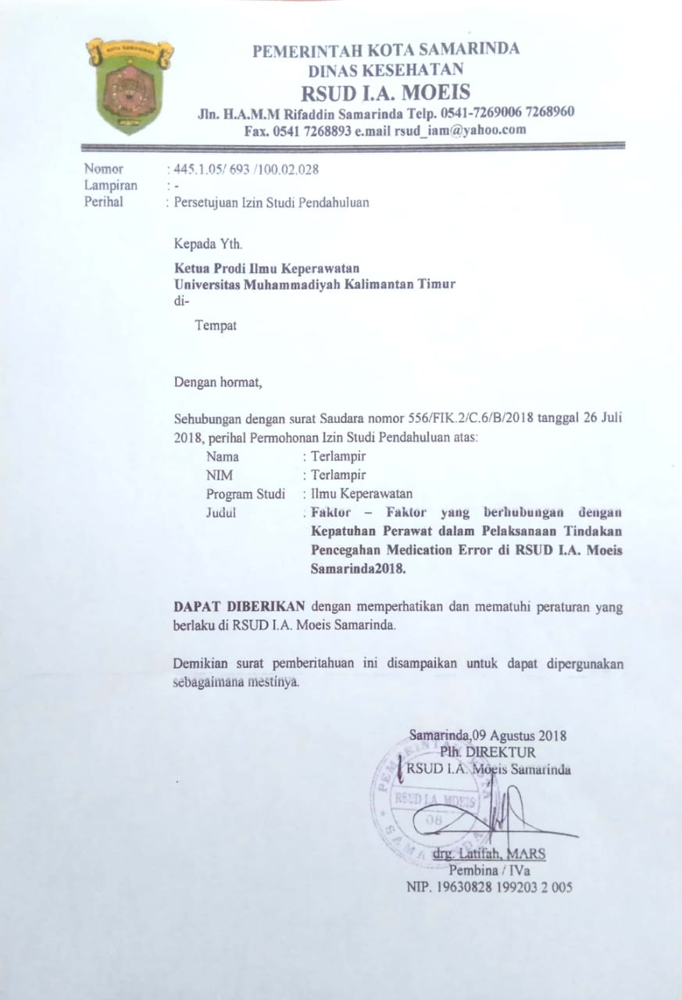 KOTA SAMARINDA
PEMERINTAH KOTA SAMARINDA
DINAS KESEHATAN
RSUD I.A. MOEIS
Jln. H.A.M.M Rifaddin Samarinda Telp. 0541-7269006 7268960
Fax. 0541 7268893 e.mail rsud_iam@yahoo.com
Nomor : 445.1.05/ 693 /100.02.028
Lampiran : -
Perihal : Persetujuan Izin Studi Pendahuluan
Kepada Yth.
Ketua Prodi Ilmu Keperawatan
Universitas Muhammadiyah Kalimantan Timur
di-
Tempat
Dengan hormat,
Sehubungan dengan surat Saudara nomor 556/FIK.2/C.6/B/2018 tanggal 26 Juli
2018, perihal Permohonan Izin Studi Pendahuluan atas:
Nama : Terlampir
NIM : Terlampir
Program Studi : Ilmu Keperawatan
Judul : Faktor – Faktor yang berhubungan dengan
Kepatuhan Perawat dalam Pelaksanaan Tindakan
Pencegahan Medication Error di RSUD I.A. Moeis
Samarinda2018.
DAPAT DIBERIKAN dengan memperhatikan dan mematuhi peraturan yang
berlaku di RSUD I.A. Moeis Samarinda.
Demikian surat pemberitahuan ini disampaikan untuk dapat dipergunakan
sebagaimana mestinya.
Samarinda,09 Agustus 2018
Plh. DIREKTUR
RSUD I.A. Moeis Samarinda
PEMERINTAH KOTA
RSUD I.A. MOEIS
08
* SAMARINDA *
drg. Latifah, MARS
Pembina / IVa
NIP. 19630828 199203 2 005